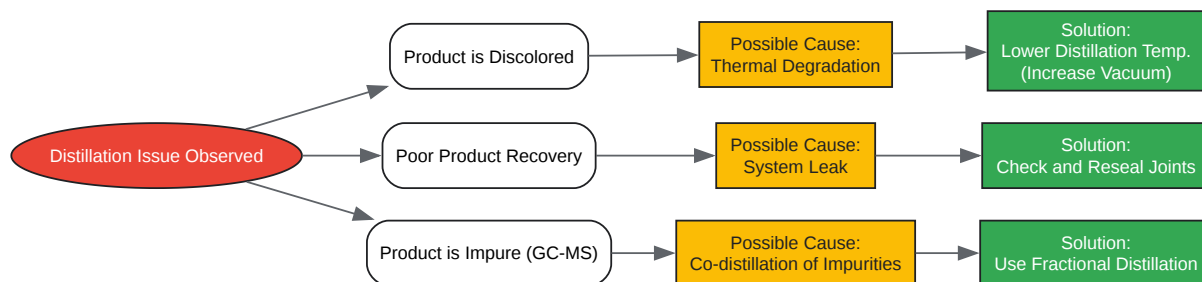 Distillation Issue Observed
Product is Discolored
Possible Cause:
Thermal Degradation
Solution:
Lower Distillation Temp.
(Increase Vacuum)
Poor Product Recovery
Possible Cause:
System Leak
Solution:
Check and Reseal Joints
Product is Impure (GC-MS)
Possible Cause:
Co-distillation of Impurities
Solution:
Use Fractional Distillation